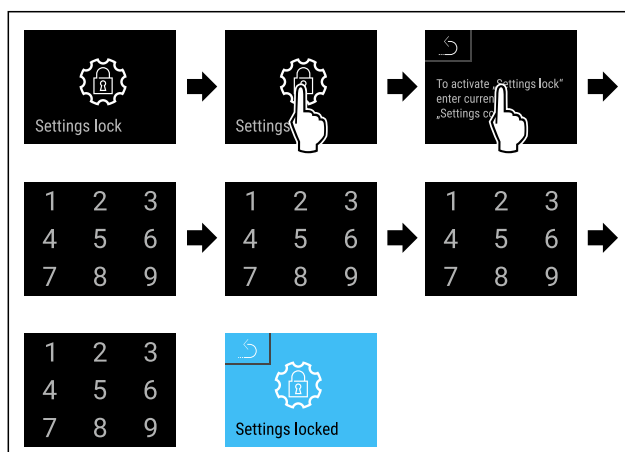 Settings lock
Settings
To activate „Settings lock"
enter curren
„Settings co
1 2 3
4 5 6
7 8 9
1 2 3
4 5 6
7 8 9
1 2 3
4 5 6
7 8 9
1 2 3
4 5 6
7 8 9
Settings locked